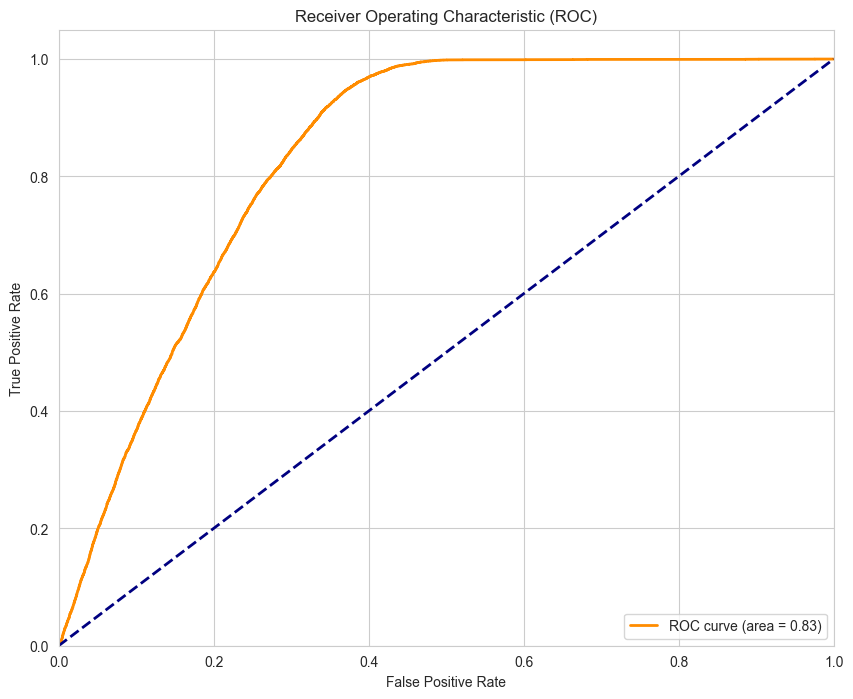 Receiver Operating Characteristic (ROC)
1.0
0.8
0.6
0.4
0.2
0.0
True Positive Rate
0.0 0.2 0.4 0.6 0.8 1.0
False Positive Rate
ROC curve (area = 0.83)